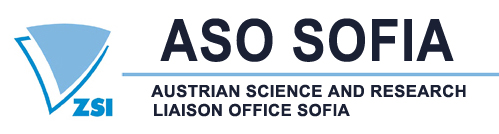 ASO SOFIA
ZSI
AUSTRIAN SCIENCE AND RESEARCH
LIAISON OFFICE SOFIA